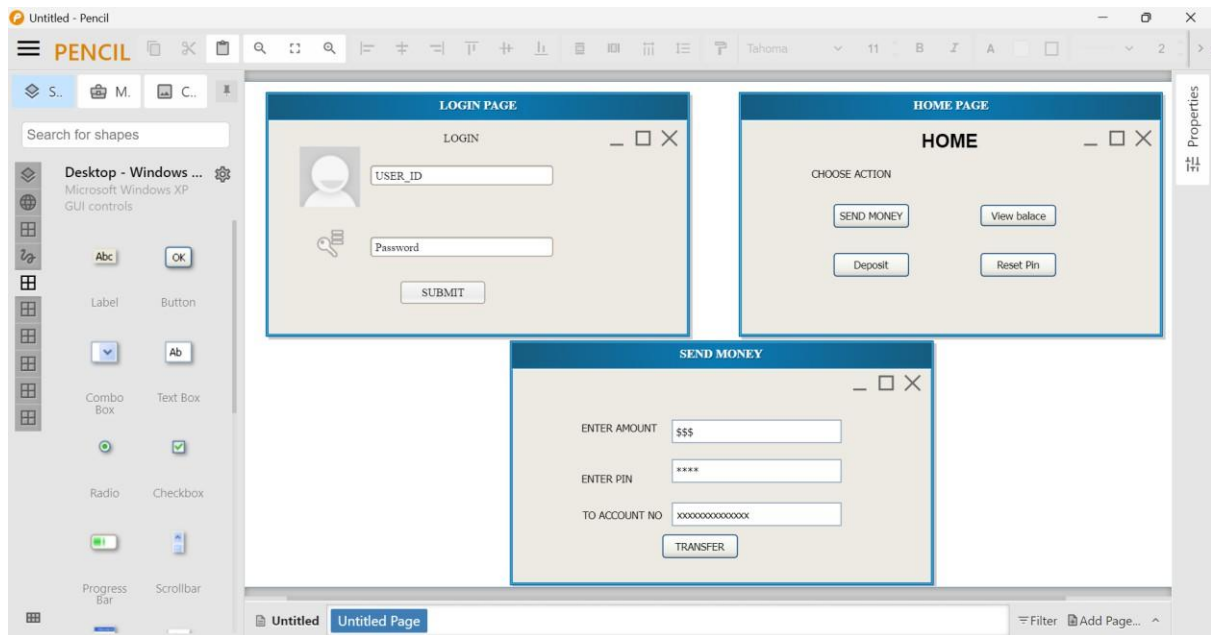 Untitled - Pencil
PENCIL
Tahoma 11 B I A 2
S.. M. C..
Search for shapes
Desktop - Windows ...
Microsoft Windows XP
GUI controls
Abc OK
Label Button
Ab
Combo Box Text Box
Radio Checkbox
Progress Bar Scrollbar
LOGIN PAGE
LOGIN
USER_ID
Password
SUBMIT
HOME PAGE
HOME
CHOOSE ACTION
SEND MONEY View balace
Deposit Reset Pin
SEND MONEY
ENTER AMOUNT $$$
ENTER PIN ****
TO ACCOUNT NO xxxxxxxxxxxxxx
TRANSFER
Properties
Untitled Untitled Page Filter Add Page...